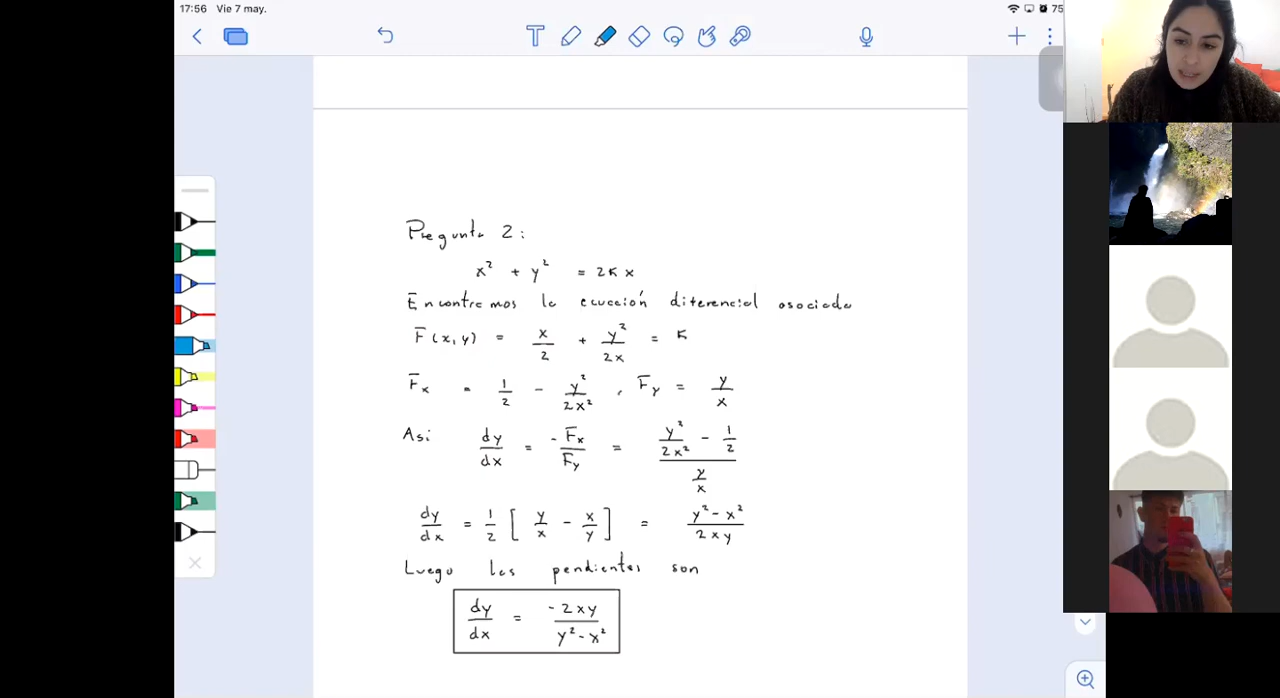 17:56 Vie 7 may.
75
T
Pregunta 2:
x² + y² = 2Kx
Encontremos la ecuación diferencial asociada
F(x,y) = x/2 + y²/2x = K
Fx = 1/2 - y²/2x² , Fy = y/x
Asi dy/dx = -Fx/Fy = (y²/2x² - 1/2)/(y/x)
dy/dx = 1/2 [ y/x - x/y ] = (y² - x²)/2xy
Luego las pendientes son
dy/dx = -2xy/(y² - x²)